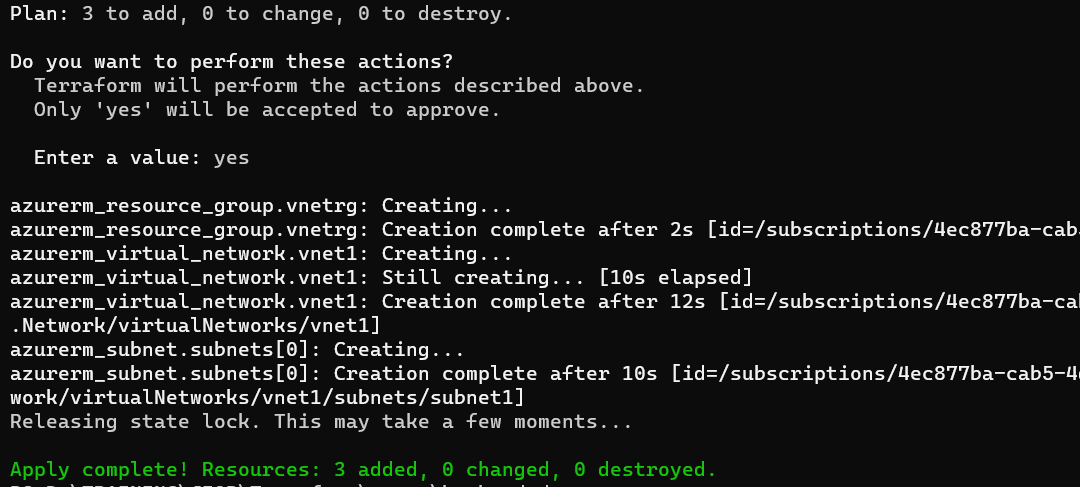 Plan: 3 to add, 0 to change, 0 to destroy.
Do you want to perform these actions?
Terraform will perform the actions described above.
Only 'yes' will be accepted to approve.
Enter a value: yes
azurerm_resource_group.vnetrg: Creating...
azurerm_resource_group.vnetrg: Creation complete after 2s [id=/subscriptions/4ec877ba-cab5
azurerm_virtual_network.vnet1: Creating...
azurerm_virtual_network.vnet1: Still creating... [10s elapsed]
azurerm_virtual_network.vnet1: Creation complete after 12s [id=/subscriptions/4ec877ba-cab
.Network/virtualNetworks/vnet1]
azurerm_subnet.subnets[0]: Creating...
azurerm_subnet.subnets[0]: Creation complete after 10s [id=/subscriptions/4ec877ba-cab5-4
work/virtualNetworks/vnet1/subnets/subnet1]
Releasing state lock. This may take a few moments...
Apply complete! Resources: 3 added, 0 changed, 0 destroyed.